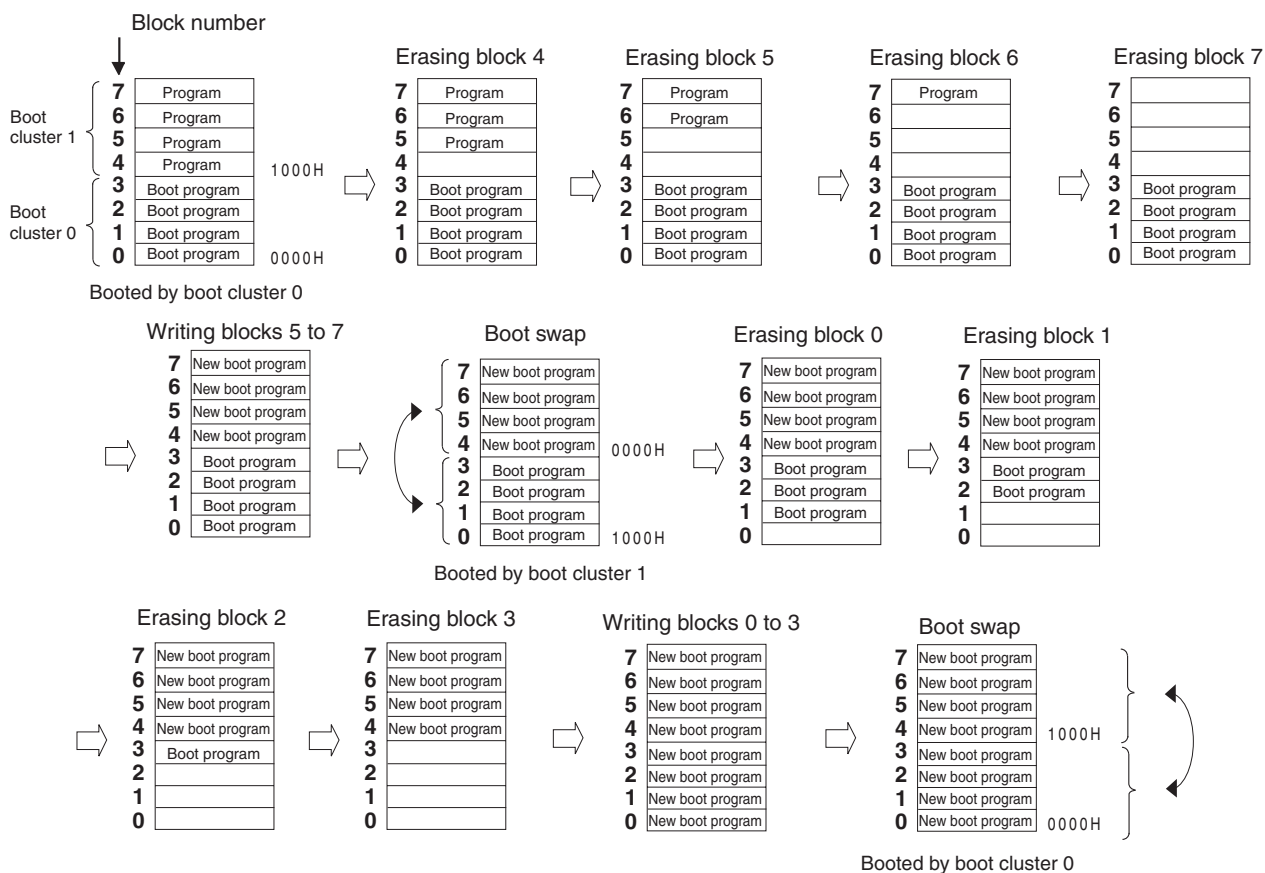 Block number
Boot cluster 1
Boot cluster 0
7 Program
6 Program
5 Program
4 Program
1000H
3 Boot program
2 Boot program
1 Boot program
0 Boot program
0000H
Booted by boot cluster 0
Erasing block 4
7 Program
6 Program
5 Program
4
3 Boot program
2 Boot program
1 Boot program
0 Boot program
Erasing block 5
7 Program
6 Program
5
4
3 Boot program
2 Boot program
1 Boot program
0 Boot program
Erasing block 6
7 Program
6
5
4
3 Boot program
2 Boot program
1 Boot program
0 Boot program
Erasing block 7
7
6
5
4
3 Boot program
2 Boot program
1 Boot program
0 Boot program
Writing blocks 5 to 7
7 New boot program
6 New boot program
5 New boot program
4 New boot program
3 Boot program
2 Boot program
1 Boot program
0 Boot program
Boot swap
7 New boot program
6 New boot program
5 New boot program
4 New boot program
0000H
3 Boot program
2 Boot program
1 Boot program
0 Boot program
1000H
Booted by boot cluster 1
Erasing block 0
7 New boot program
6 New boot program
5 New boot program
4 New boot program
3 Boot program
2 Boot program
1 Boot program
0
Erasing block 1
7 New boot program
6 New boot program
5 New boot program
4 New boot program
3 Boot program
2 Boot program
1
0
Erasing block 2
7 New boot program
6 New boot program
5 New boot program
4 New boot program
3 Boot program
2
1
0
Erasing block 3
7 New boot program
6 New boot program
5 New boot program
4 New boot program
3
2
1
0
Writing blocks 0 to 3
7 New boot program
6 New boot program
5 New boot program
4 New boot program
3 New boot program
2 New boot program
1 New boot program
0 New boot program
Boot swap
7 New boot program
6 New boot program
5 New boot program
4 New boot program
1000H
3 New boot program
2 New boot program
1 New boot program
0 New boot program
0000H
Booted by boot cluster 0